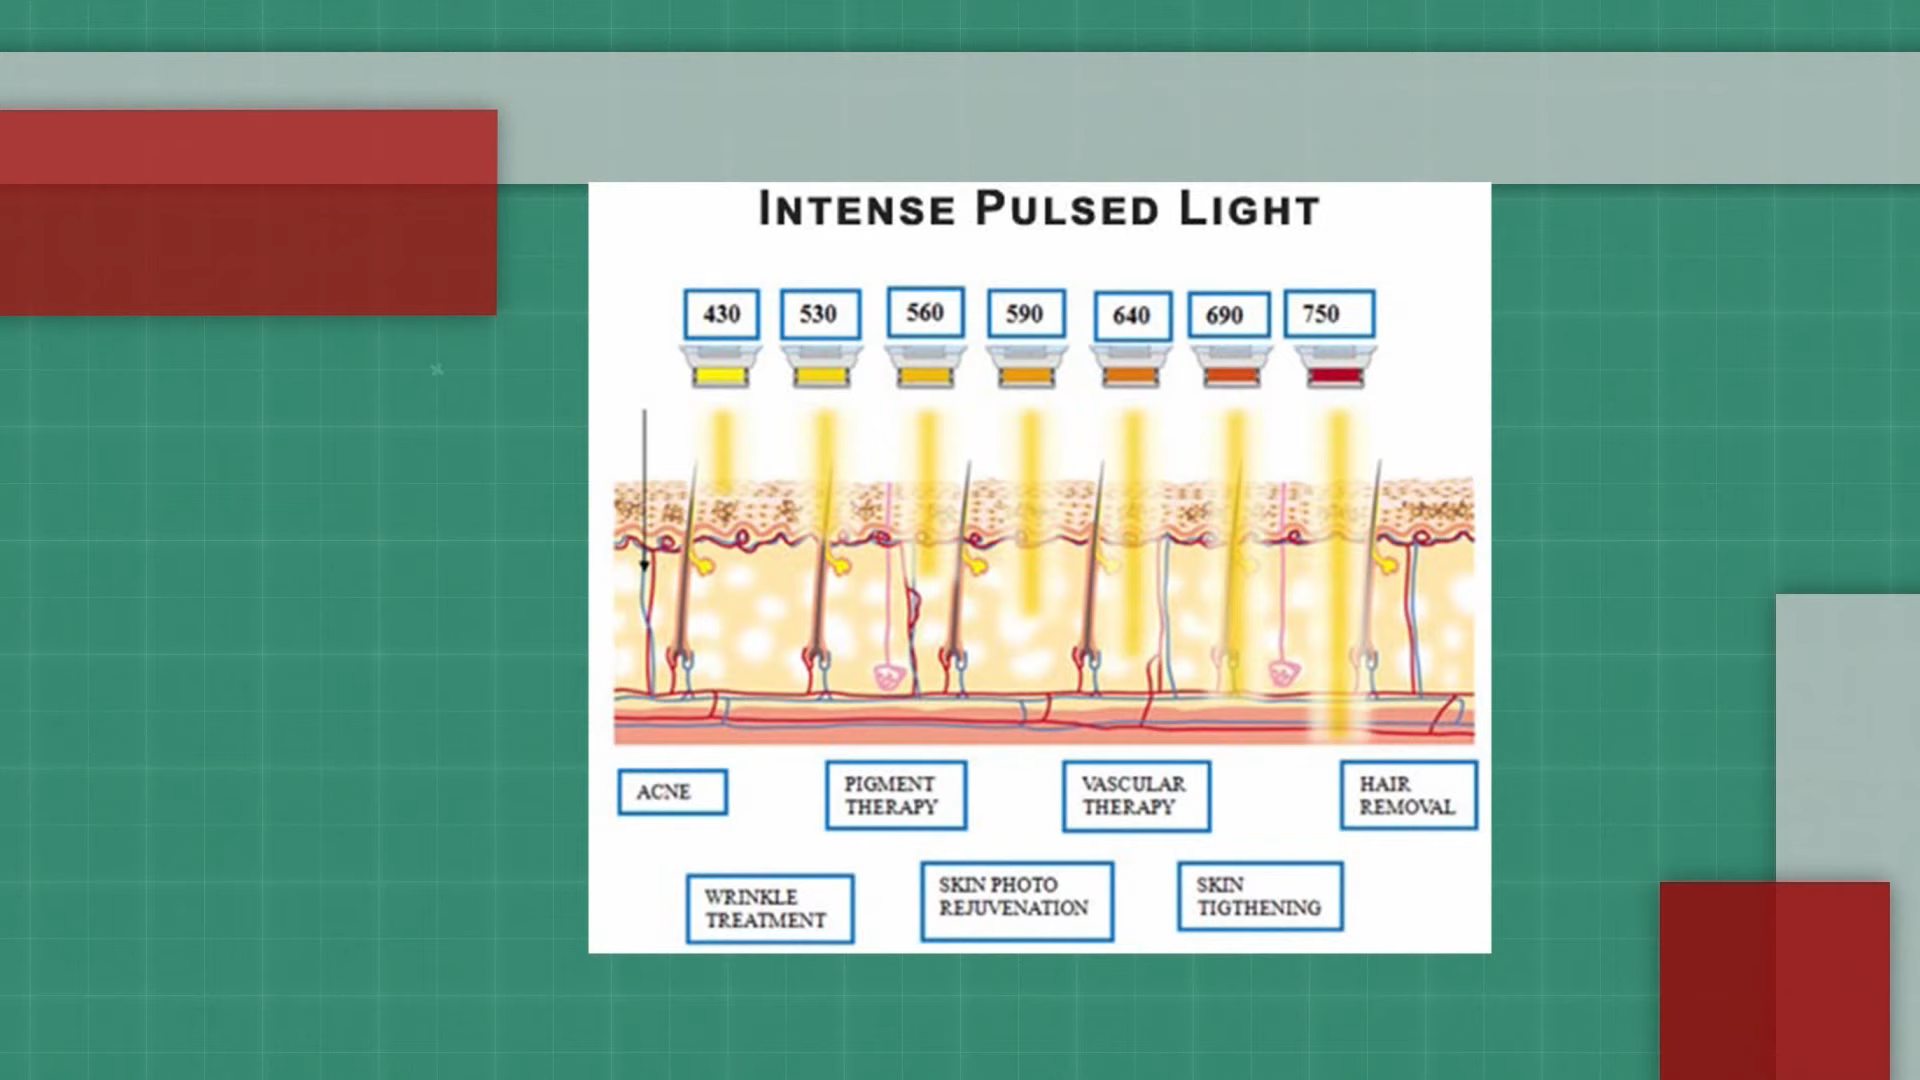 INTENSE PULSED LIGHT
430 530 560 590 640 690 750
ACNE
PIGMENT
THERAPY
VASCULAR
THERAPY
HAIR
REMOVAL
WRINKLE
TREATMENT
SKIN PHOTO
REJUVENATION
SKIN
TIGTHENING